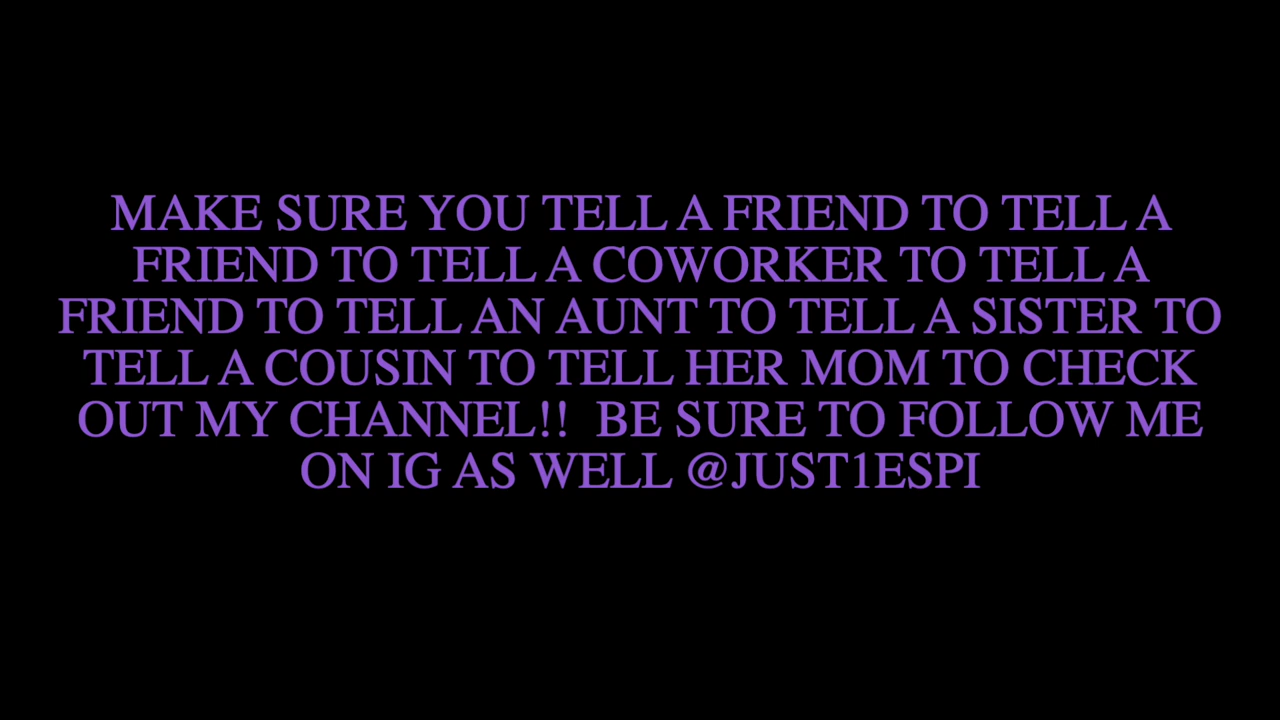 MAKE SURE YOU TELL A FRIEND TO TELL A
FRIEND TO TELL A COWORKER TO TELL A
FRIEND TO TELL AN AUNT TO TELL A SISTER TO
TELL A COUSIN TO TELL HER MOM TO CHECK
OUT MY CHANNEL!!  BE SURE TO FOLLOW ME
ON IG AS WELL @JUST1ESPI